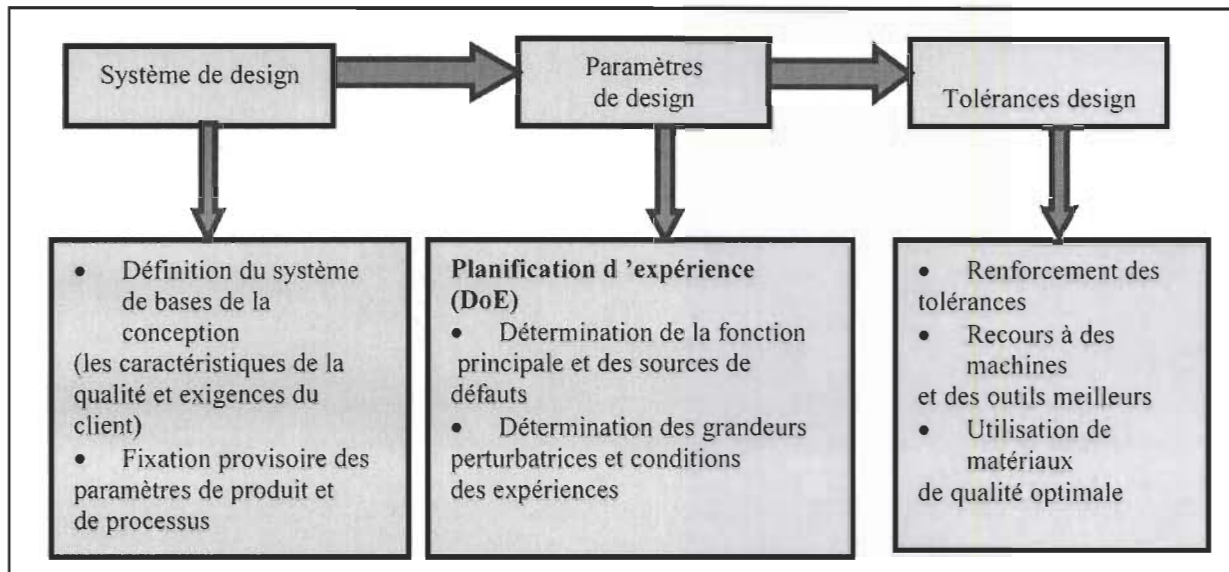 Système de design
Paramètres
de design
Tolérances design
• Définition du système
de bases de la
conception
(les caractéristiques de la
qualité et exigences du
client)
• Fixation provisoire des
paramètres de produit et
de processus
Planification d ’expérience
(DoE)
• Détermination de la fonction
principale et des sources de
défauts
• Détermination des grandeurs
perturbatrices et conditions
des expériences
• Renforcement des
tolérances
• Recours à des
machines
et des outils meilleurs
• Utilisation de
matériaux
de qualité optimale